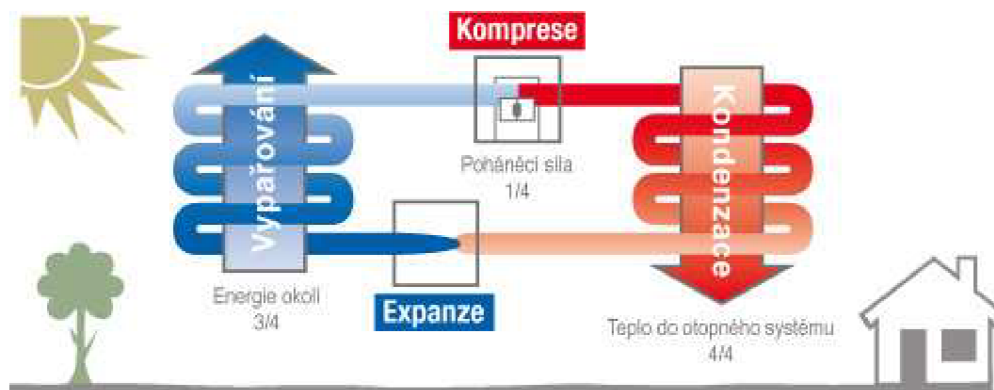 Komprese
Vypařování
Kondenzace
Poháněcí síla
1/4
Energie okolí
3/4
Expanze
Teplo do otopného systému
4/4